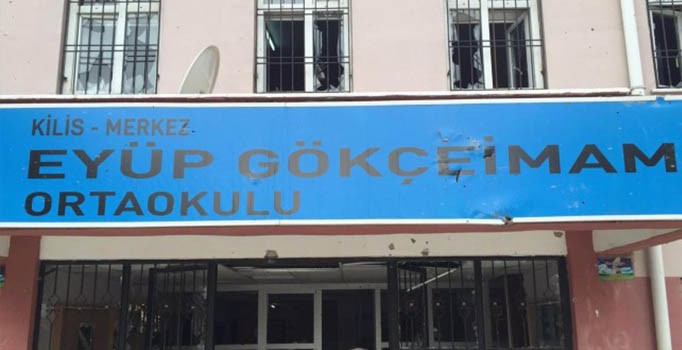 KİLİS - MERKEZ
EYÜP GÖKÇEİMAM
ORTAOKULU